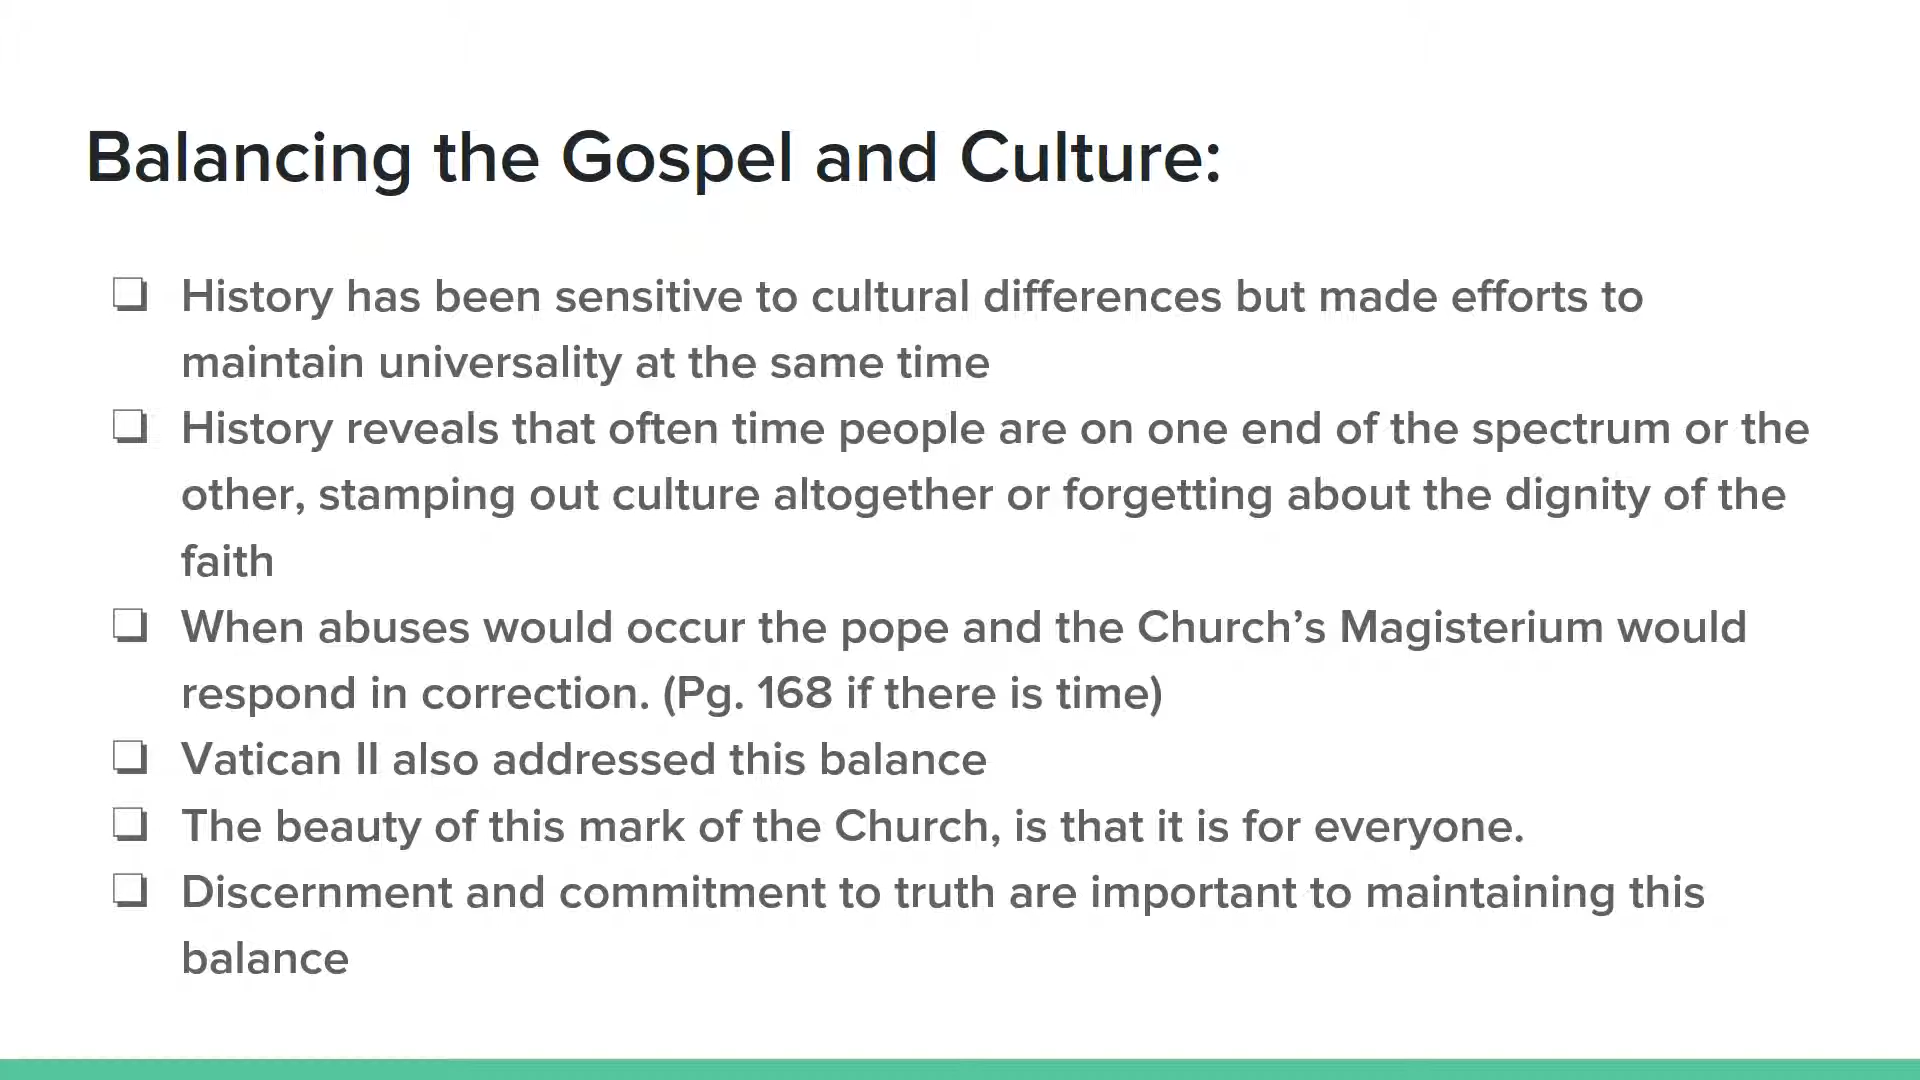 Balancing the Gospel and Culture:
❏ History has been sensitive to cultural differences but made efforts to
maintain universality at the same time
❏ History reveals that often time people are on one end of the spectrum or the
other, stamping out culture altogether or forgetting about the dignity of the
faith
❏ When abuses would occur the pope and the Church’s Magisterium would
respond in correction. (Pg. 168 if there is time)
❏ Vatican II also addressed this balance
❏ The beauty of this mark of the Church, is that it is for everyone.
❏ Discernment and commitment to truth are important to maintaining this
balance